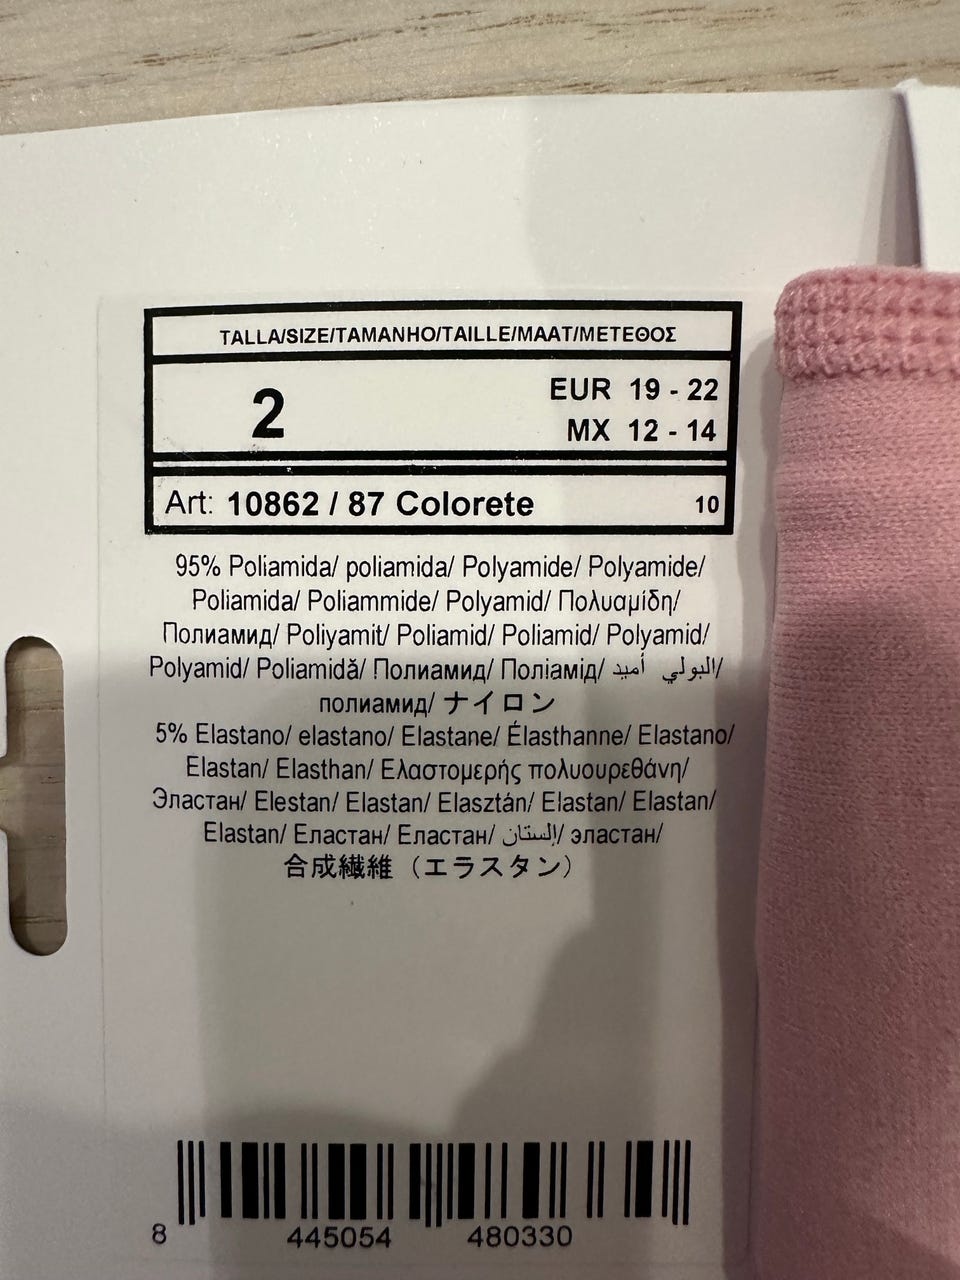 TALLA/SIZE/TAMANHO/TAILLE/MAAT/ΜΕΤΕΘΟΣ
2
EUR 19 - 22
MX 12 - 14
Art: 10862 / 87 Colorete 10
95% Poliamida/ poliamida/ Polyamide/ Polyamide/
Poliamida/ Poliammide/ Polyamid/ Πολυαμίδη/
Полиамид/ Poliyamit/ Poliamid/ Poliamid/ Polyamid/
Polyamid/ Poliamidă/ Полиамид/ Поліамід/ البولي أميد/
полиамид/ ナイロン
5% Elastano/ elastano/ Elastane/ Élasthanne/ Elastano/
Elastan/ Elasthan/ Ελαστομερής πολυουρεθάνη/
Эластан/ Elestan/ Elastan/ Elasztán/ Elastan/ Elastan/
Elastan/ Еластан/ Еластан/ إلستان/ эластан/
合成繊維（エラスタン）
8 445054 480330